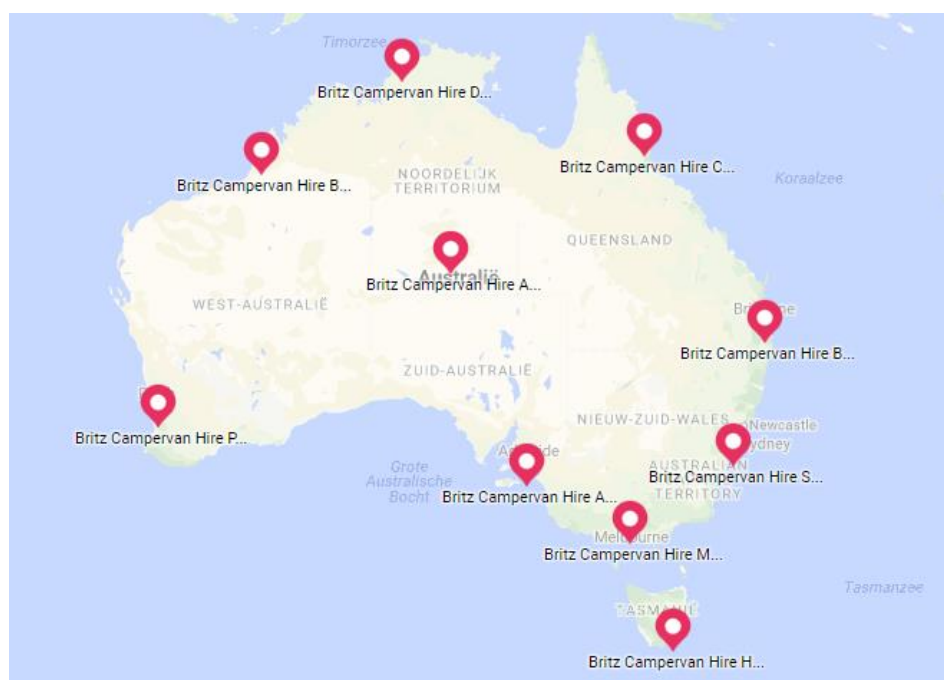 Timorzee
Britz Campervan Hire D...
Britz Campervan Hire C...
Britz Campervan Hire B...
NOORDELIJK
TERRITORIUM
Koraalzee
QUEENSLAND
Australië
Britz Campervan Hire A...
WEST-AUSTRALIË
Britz Campervan Hire B...
ZUID-AUSTRALIË
NIEUW-ZUID-WALES
Newcastle
Britz Campervan Hire P...
Grote
Australische
Bocht
AUSTRALIAN
Britz Campervan Hire S...
TERRITORY
Britz Campervan Hire A...
Britz Campervan Hire M...
Tasmanzee
Britz Campervan Hire H...